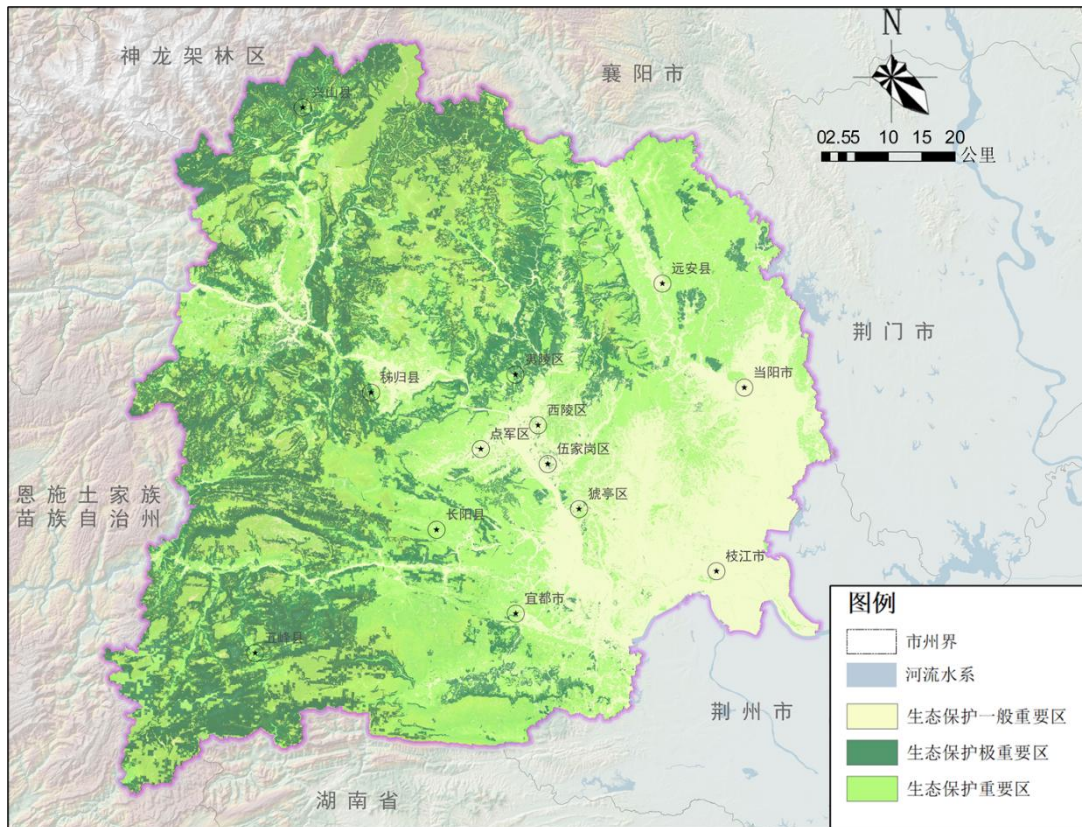 神龙架林区
襄阳市
N
02.55 10 15 20
公里
兴山县
远安县
荆门市
夷陵区
当阳市
秭归县
西陵区
点军区
伍家岗区
恩施土家族
苗族自治州
猇亭区
长阳县
枝江市
宜都市
五峰县
荆州市
湖南省
图例
市州界
河流水系
生态保护一般重要区
生态保护极重要区
生态保护重要区